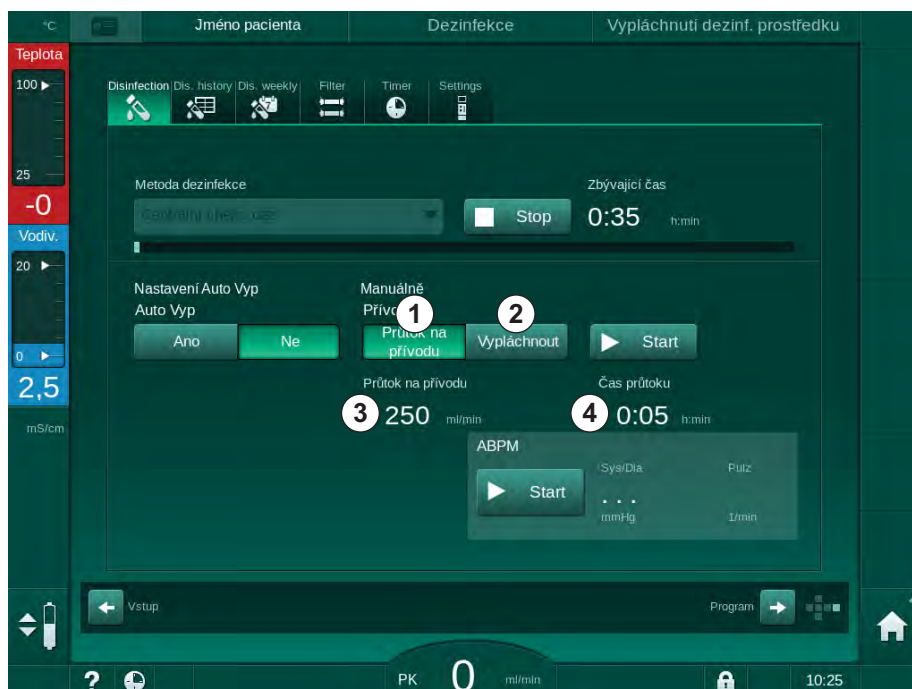 °C Jméno pacienta Dezinfekce Vypláchnutí dezinf. prostředku
Teplota
100
25
-0
Vodiv.
20
0
2,5
mS/cm
Disinfection Dis. history Dis. weekly Filter Timer Settings
7
Metoda dezinfekce Zbývající čas
Stop 0:35 h:min
Nastavení Auto Vyp Manuálně
Auto Vyp
1 2
Ano Ne Průtok na přívodu Vypláchnout Start
Průtok na přívodu Čas průtoku
3 250 ml/min 4 0:05 h:min
ABPM
Sys/Dia Pulz
Start . . .
mmHg 1/min
Vstup Program
? PK 0 ml/min 10:25